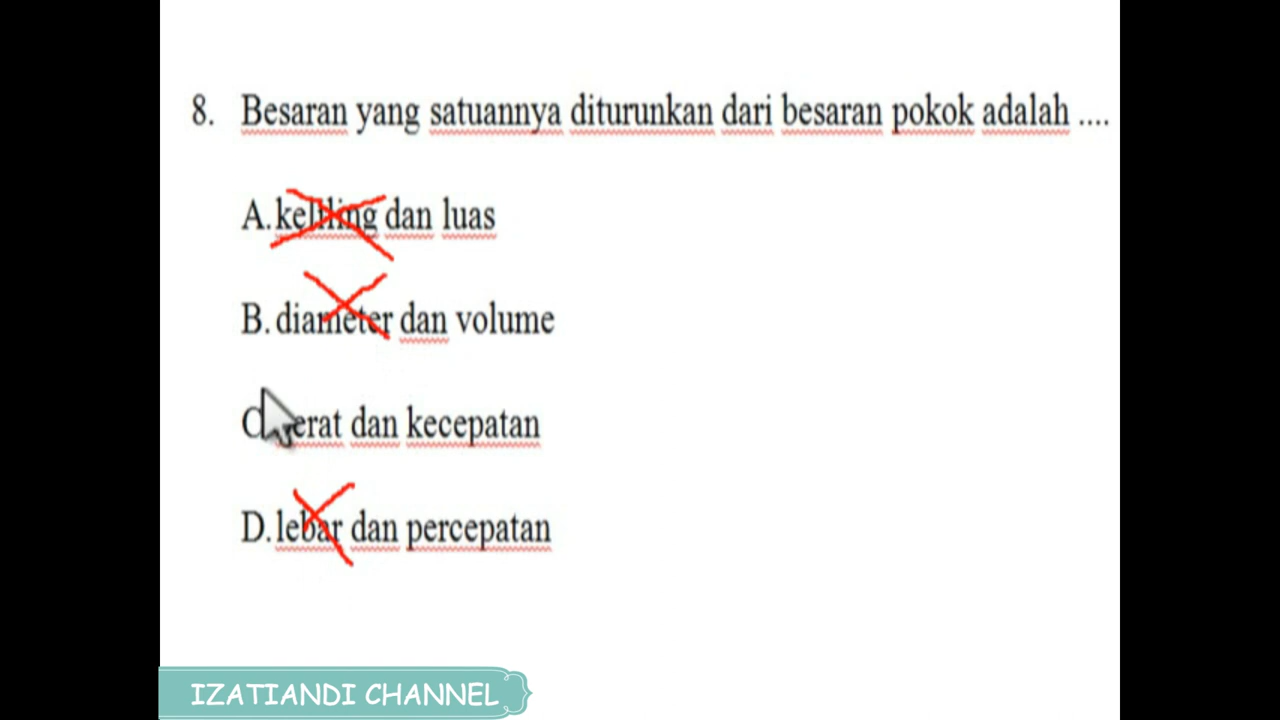 8. Besaran yang satuannya diturunkan dari besaran pokok adalah ....
A. keliling dan luas
B. diameter dan volume
C. berat dan kecepatan
D. lebar dan percepatan
IZATIANDI CHANNEL